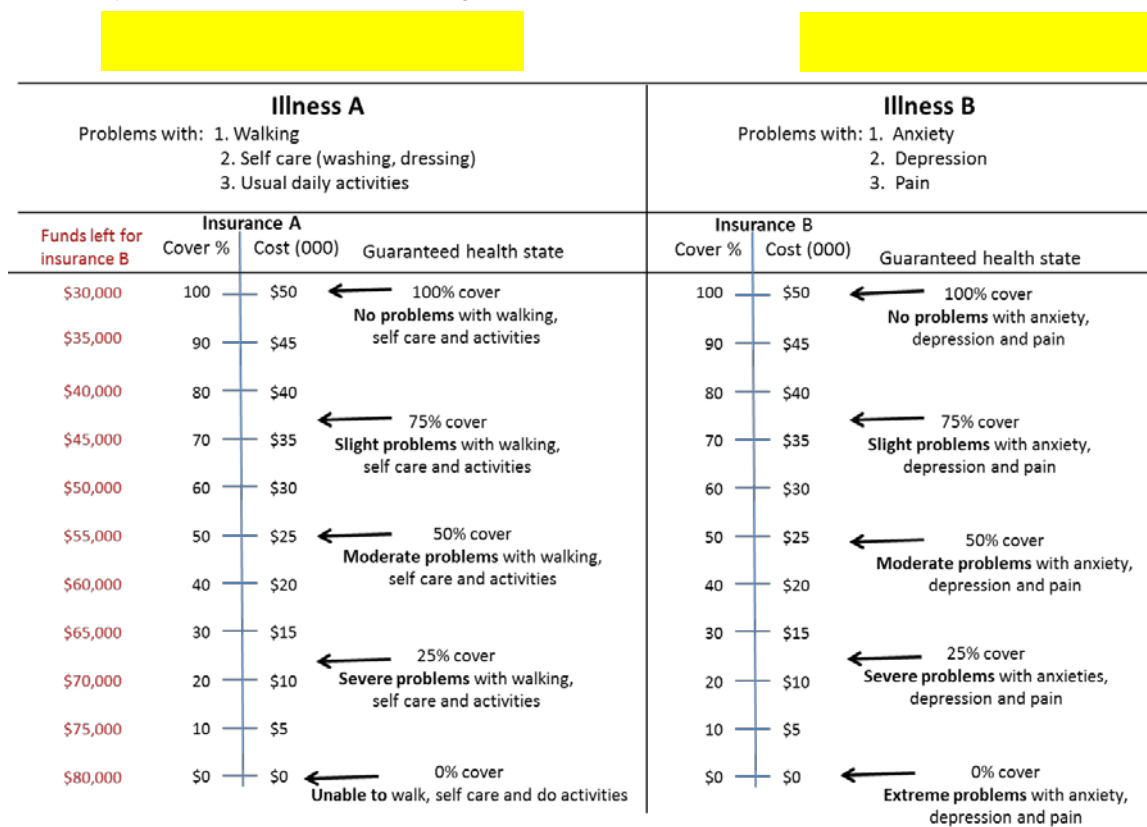 Illness A
Problems with: 1. Walking
2. Self care (washing, dressing)
3. Usual daily activities
Illness B
Problems with: 1. Anxiety
2. Depression
3. Pain
Funds left for
insurance B
Insurance A
Cover % Cost (000) Guaranteed health state
$30,000 100 $50
$35,000 90 $45
$40,000 80 $40
$45,000 70 $35
$50,000 60 $30
$55,000 50 $25
$60,000 40 $20
$65,000 30 $15
$70,000 20 $10
$75,000 10 $5
$80,000 $0 $0
100% cover
No problems with walking,
self care and activities
75% cover
Slight problems with walking,
self care and activities
50% cover
Moderate problems with walking,
self care and activities
25% cover
Severe problems with walking,
self care and activities
0% cover
Unable to walk, self care and do activities
Insurance B
Cover % Cost (000) Guaranteed health state
100 $50
90 $45
80 $40
70 $35
60 $30
50 $25
40 $20
30 $15
20 $10
10 $5
$0 $0
100% cover
No problems with anxiety,
depression and pain
75% cover
Slight problems with anxiety,
depression and pain
50% cover
Moderate problems with anxiety,
depression and pain
25% cover
Severe problems with anxieties,
depression and pain
0% cover
Extreme problems with anxiety,
depression and pain